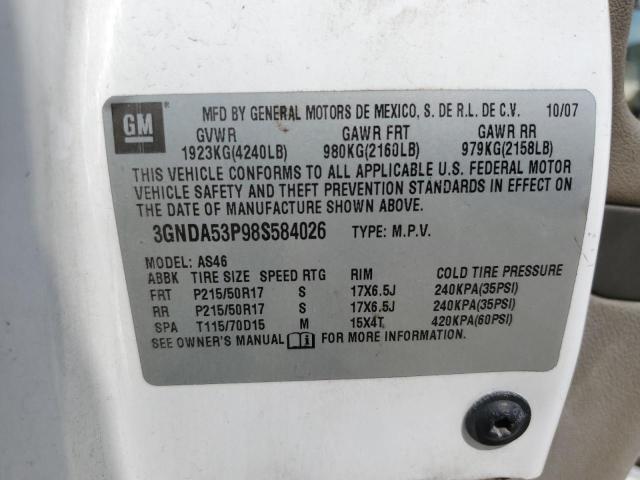 GM MFD BY GENERAL MOTORS DE MEXICO, S. DE R.L. DE C.V. 10/07
GVWR GAWR FRT GAWR RR
1923KG(4240LB) 980KG(2160LB) 979KG(2158LB)
THIS VEHICLE CONFORMS TO ALL APPLICABLE U.S. FEDERAL MOTOR
VEHICLE SAFETY AND THEFT PREVENTION STANDARDS IN EFFECT ON
THE DATE OF MANUFACTURE SHOWN ABOVE.
3GNDA53P98S584026 TYPE: M.P.V.
MODEL: AS46
ABBK TIRE SIZE SPEED RTG RIM COLD TIRE PRESSURE
FRT P215/50R17 S 17X6.5J 240KPA(35PSI)
RR P215/50R17 S 17X6.5J 240KPA(35PSI)
SPA T115/70D15 M 15X4T 420KPA(60PSI)
SEE OWNER'S MANUAL FOR MORE INFORMATION.